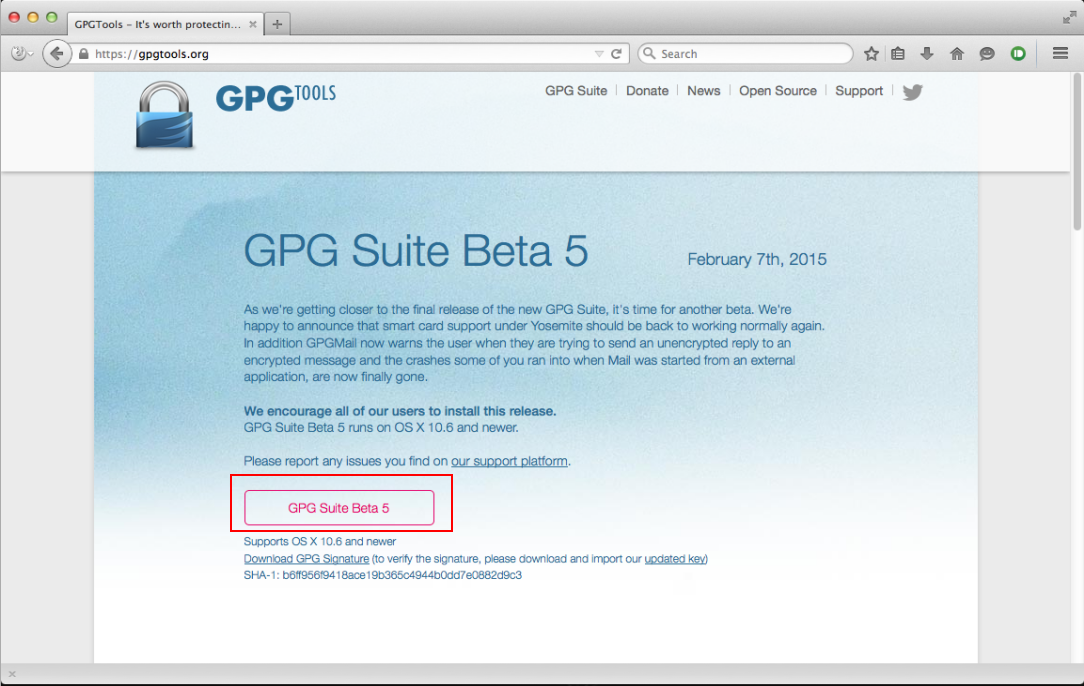 GPGTools – It's worth protectin...
https://gpgtools.org
Search
GPGTOOLS
GPG Suite
Donate
News
Open Source
Support
GPG Suite Beta 5
February 7th, 2015
As we're getting closer to the final release of the new GPG Suite, it's time for another beta. We're
happy to announce that smart card support under Yosemite should be back to working normally again.
In addition GPGMail now warns the user when they are trying to send an unencrypted reply to an
encrypted message and the crashes some of you ran into when Mail was started from an external
application, are now finally gone.
We encourage all of our users to install this release.
GPG Suite Beta 5 runs on OS X 10.6 and newer.
Please report any issues you find on our support platform.
GPG Suite Beta 5
Supports OS X 10.6 and newer
Download GPG Signature (to verify the signature, please download and import our updated key)
SHA-1: b6ff956f9418ace19b365c4944b0dd7e0882d9c3